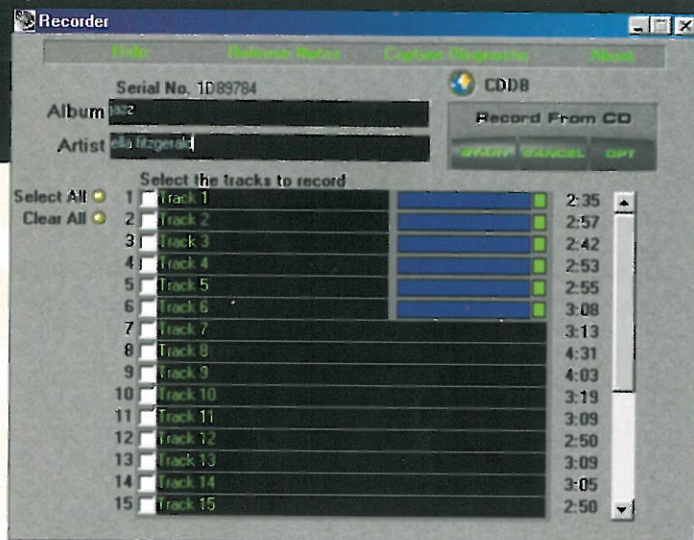 Recorder
Help Release Notes Capture Diagnostic About
Serial No. 1D89784 CDDB
Album jazz
Artist ella fitzgerald
Record From CD
START CANCEL OPT
Select the tracks to record
Select All 1 Track 1 2:35
Clear All 2 Track 2 2:57
3 Track 3 2:42
4 Track 4 2:53
5 Track 5 2:55
6 Track 6 3:08
7 Track 7 3:13
8 Track 8 4:31
9 Track 9 4:03
10 Track 10 3:19
11 Track 11 3:09
12 Track 12 2:50
13 Track 13 3:09
14 Track 14 3:05
15 Track 15 2:50